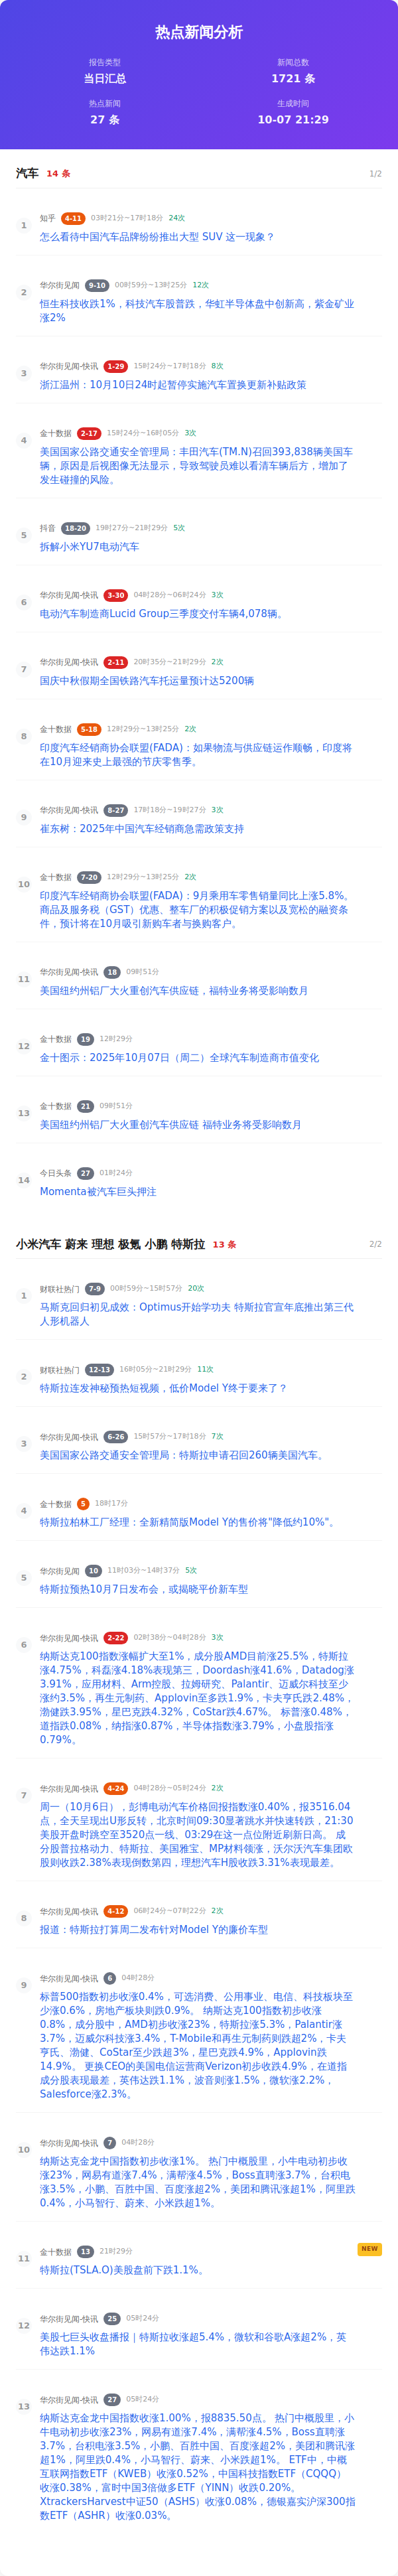 热点新闻分析
报告类型
新闻总数
当日汇总
1721 条
热点新闻
生成时间
27 条
10-07 21:29
汽车 14 条 1/2
1
知乎 4-11 03时21分~17时18分 24次
怎么看待中国汽车品牌纷纷推出大型 SUV 这一现象？
2
华尔街见闻 9-10 00时59分~13时25分 12次
恒生科技收跌1%，科技汽车股普跌，华虹半导体盘中创新高，紫金矿业
涨2%
3
华尔街见闻-快讯 1-29 15时24分~17时18分 8次
浙江温州：10月10日24时起暂停实施汽车置换更新补贴政策
4
金十数据 2-17 15时24分~16时05分 3次
美国国家公路交通安全管理局：丰田汽车(TM.N)召回393,838辆美国车
辆，原因是后视图像无法显示，导致驾驶员难以看清车辆后方，增加了
发生碰撞的风险。
5
抖音 18-20 19时27分~21时29分 5次
拆解小米YU7电动汽车
6
华尔街见闻-快讯 3-30 04时28分~06时24分 3次
电动汽车制造商Lucid Group三季度交付车辆4,078辆。
7
华尔街见闻-快讯 2-11 20时35分~21时29分 2次
国庆中秋假期全国铁路汽车托运量预计达5200辆
8
金十数据 5-18 12时29分~13时25分 2次
印度汽车经销商协会联盟(FADA)：如果物流与供应链运作顺畅，印度将
在10月迎来史上最强的节庆零售季。
9
华尔街见闻-快讯 8-27 17时18分~19时27分 3次
崔东树：2025年中国汽车经销商急需政策支持
10
金十数据 7-20 12时29分~13时25分 2次
印度汽车经销商协会联盟(FADA)：9月乘用车零售销量同比上涨5.8%。
商品及服务税（GST）优惠、整车厂的积极促销方案以及宽松的融资条
件，预计将在10月吸引新购车者与换购客户。
11
华尔街见闻-快讯 18 09时51分
美国纽约州铝厂大火重创汽车供应链，福特业务将受影响数月
12
金十数据 19 12时29分
金十图示：2025年10月07日（周二）全球汽车制造商市值变化
13
金十数据 21 09时51分
美国纽约州铝厂大火重创汽车供应链 福特业务将受影响数月
14
今日头条 27 01时24分
Momenta被汽车巨头押注
小米汽车 蔚来 理想 极氪 小鹏 特斯拉 13 条 2/2
1
财联社热门 7-9 00时59分~15时57分 20次
马斯克回归初见成效：Optimus开始学功夫 特斯拉官宣年底推出第三代
人形机器人
2
财联社热门 12-13 16时05分~21时29分 11次
特斯拉连发神秘预热短视频，低价Model Y终于要来了？
3
华尔街见闻-快讯 6-26 15时57分~17时18分 7次
美国国家公路交通安全管理局：特斯拉申请召回260辆美国汽车。
4
金十数据 5 18时17分
特斯拉柏林工厂经理：全新精简版Model Y的售价将"降低约10%"。
5
华尔街见闻 10 11时03分~14时37分 5次
特斯拉预热10月7日发布会，或揭晓平价新车型
6
华尔街见闻-快讯 2-22 02时38分~04时28分 3次
纳斯达克100指数涨幅扩大至1%，成分股AMD目前涨25.5%，特斯拉
涨4.75%，科磊涨4.18%表现第三，Doordash涨41.6%，Datadog涨
3.91%，应用材料、Arm控股、拉姆研究、Palantir、迈威尔科技至少
涨约3.5%，再生元制药、Applovin至多跌1.9%，卡夫亨氏跌2.48%，
渤健跌3.95%，星巴克跌4.32%，CoStar跌4.67%。 标普涨0.48%，
道指跌0.08%，纳指涨0.87%，半导体指数涨3.79%，小盘股指涨
0.79%。
7
华尔街见闻-快讯 4-24 04时28分~05时24分 2次
周一（10月6日），彭博电动汽车价格回报指数涨0.40%，报3516.04
点，全天呈现出U形反转，北京时间09:30显著跳水并快速转跌，21:30
美股开盘时跳空至3520点一线、03:29在这一点位附近刷新日高。 成
分股普拉格动力、特斯拉、美国雅宝、MP材料领涨，沃尔沃汽车集团欧
股则收跌2.38%表现倒数第四，理想汽车H股收跌3.31%表现最差。
8
华尔街见闻-快讯 4-12 06时24分~07时22分 2次
报道：特斯拉打算周二发布针对Model Y的廉价车型
9
华尔街见闻-快讯 6 04时28分
标普500指数初步收涨0.4%，可选消费、公用事业、电信、科技板块至
少涨0.6%，房地产板块则跌0.9%。 纳斯达克100指数初步收涨
0.8%，成分股中，AMD初步收涨23%，特斯拉涨5.3%，Palantir涨
3.7%，迈威尔科技涨3.4%，T-Mobile和再生元制药则跌超2%，卡夫
亨氏、渤健、CoStar至少跌超3%，星巴克跌4.9%，Applovin跌
14.9%。 更换CEO的美国电信运营商Verizon初步收跌4.9%，在道指
成分股表现最差，英伟达跌1.1%，波音则涨1.5%，微软涨2.2%，
Salesforce涨2.3%。
10
华尔街见闻-快讯 7 04时28分
纳斯达克金龙中国指数初步收涨1%。 热门中概股里，小牛电动初步收
涨23%，网易有道涨7.4%，满帮涨4.5%，Boss直聘涨3.7%，台积电
涨3.5%，小鹏、百胜中国、百度涨超2%，美团和腾讯涨超1%，阿里跌
0.4%，小马智行、蔚来、小米跌超1%。
11
金十数据 13 21时29分 NEW
特斯拉(TSLA.O)美股盘前下跌1.1%。
12
华尔街见闻-快讯 25 05时24分
美股七巨头收盘播报｜特斯拉收涨超5.4%，微软和谷歌A涨超2%，英
伟达跌1.1%
13
华尔街见闻-快讯 27 05时24分
纳斯达克金龙中国指数收涨1.00%，报8835.50点。 热门中概股里，小
牛电动初步收涨23%，网易有道涨7.4%，满帮涨4.5%，Boss直聘涨
3.7%，台积电涨3.5%，小鹏、百胜中国、百度涨超2%，美团和腾讯涨
超1%，阿里跌0.4%，小马智行、蔚来、小米跌超1%。 ETF中，中概
互联网指数ETF（KWEB）收涨0.52%，中国科技指数ETF（CQQQ）
收涨0.38%，富时中国3倍做多ETF（YINN）收跌0.20%。
XtrackersHarvest中证50（ASHS）收涨0.08%，德银嘉实沪深300指
数ETF（ASHR）收涨0.03%。